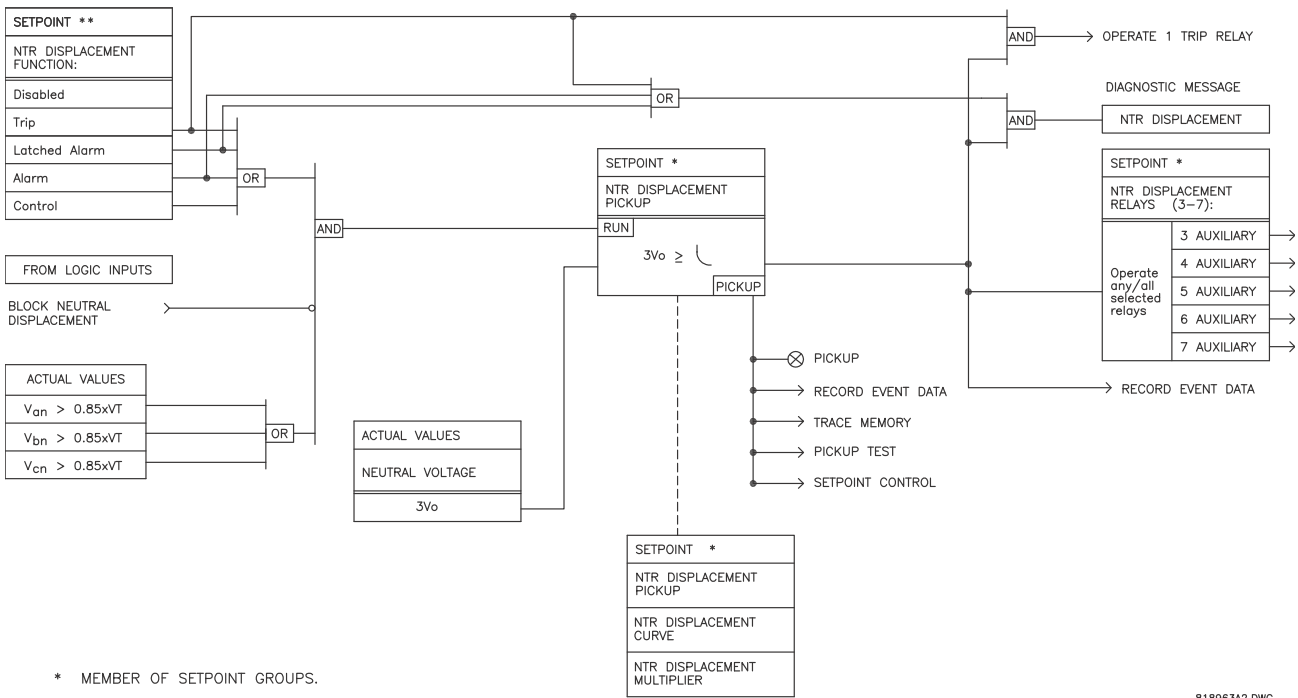 SETPOINT **
NTR DISPLACEMENT
FUNCTION:
Disabled
Trip
Latched Alarm
Alarm
Control
OR
FROM LOGIC INPUTS
BLOCK NEUTRAL
DISPLACEMENT
ACTUAL VALUES
Van > 0.85xVT
Vbn > 0.85xVT
Vcn > 0.85xVT
OR
AND
ACTUAL VALUES
NEUTRAL VOLTAGE
3Vo
SETPOINT *
NTR DISPLACEMENT
PICKUP
RUN
3Vo ≥
PICKUP
PICKUP
RECORD EVENT DATA
TRACE MEMORY
PICKUP TEST
SETPOINT CONTROL
SETPOINT *
NTR DISPLACEMENT
PICKUP
NTR DISPLACEMENT
CURVE
NTR DISPLACEMENT
MULTIPLIER
OR
AND
OPERATE 1 TRIP RELAY
AND
DIAGNOSTIC MESSAGE
NTR DISPLACEMENT
SETPOINT *
NTR DISPLACEMENT
RELAYS (3-7):
Operate
any/all
selected
relays
3 AUXILIARY
4 AUXILIARY
5 AUXILIARY
6 AUXILIARY
7 AUXILIARY
RECORD EVENT DATA
* MEMBER OF SETPOINT GROUPS.